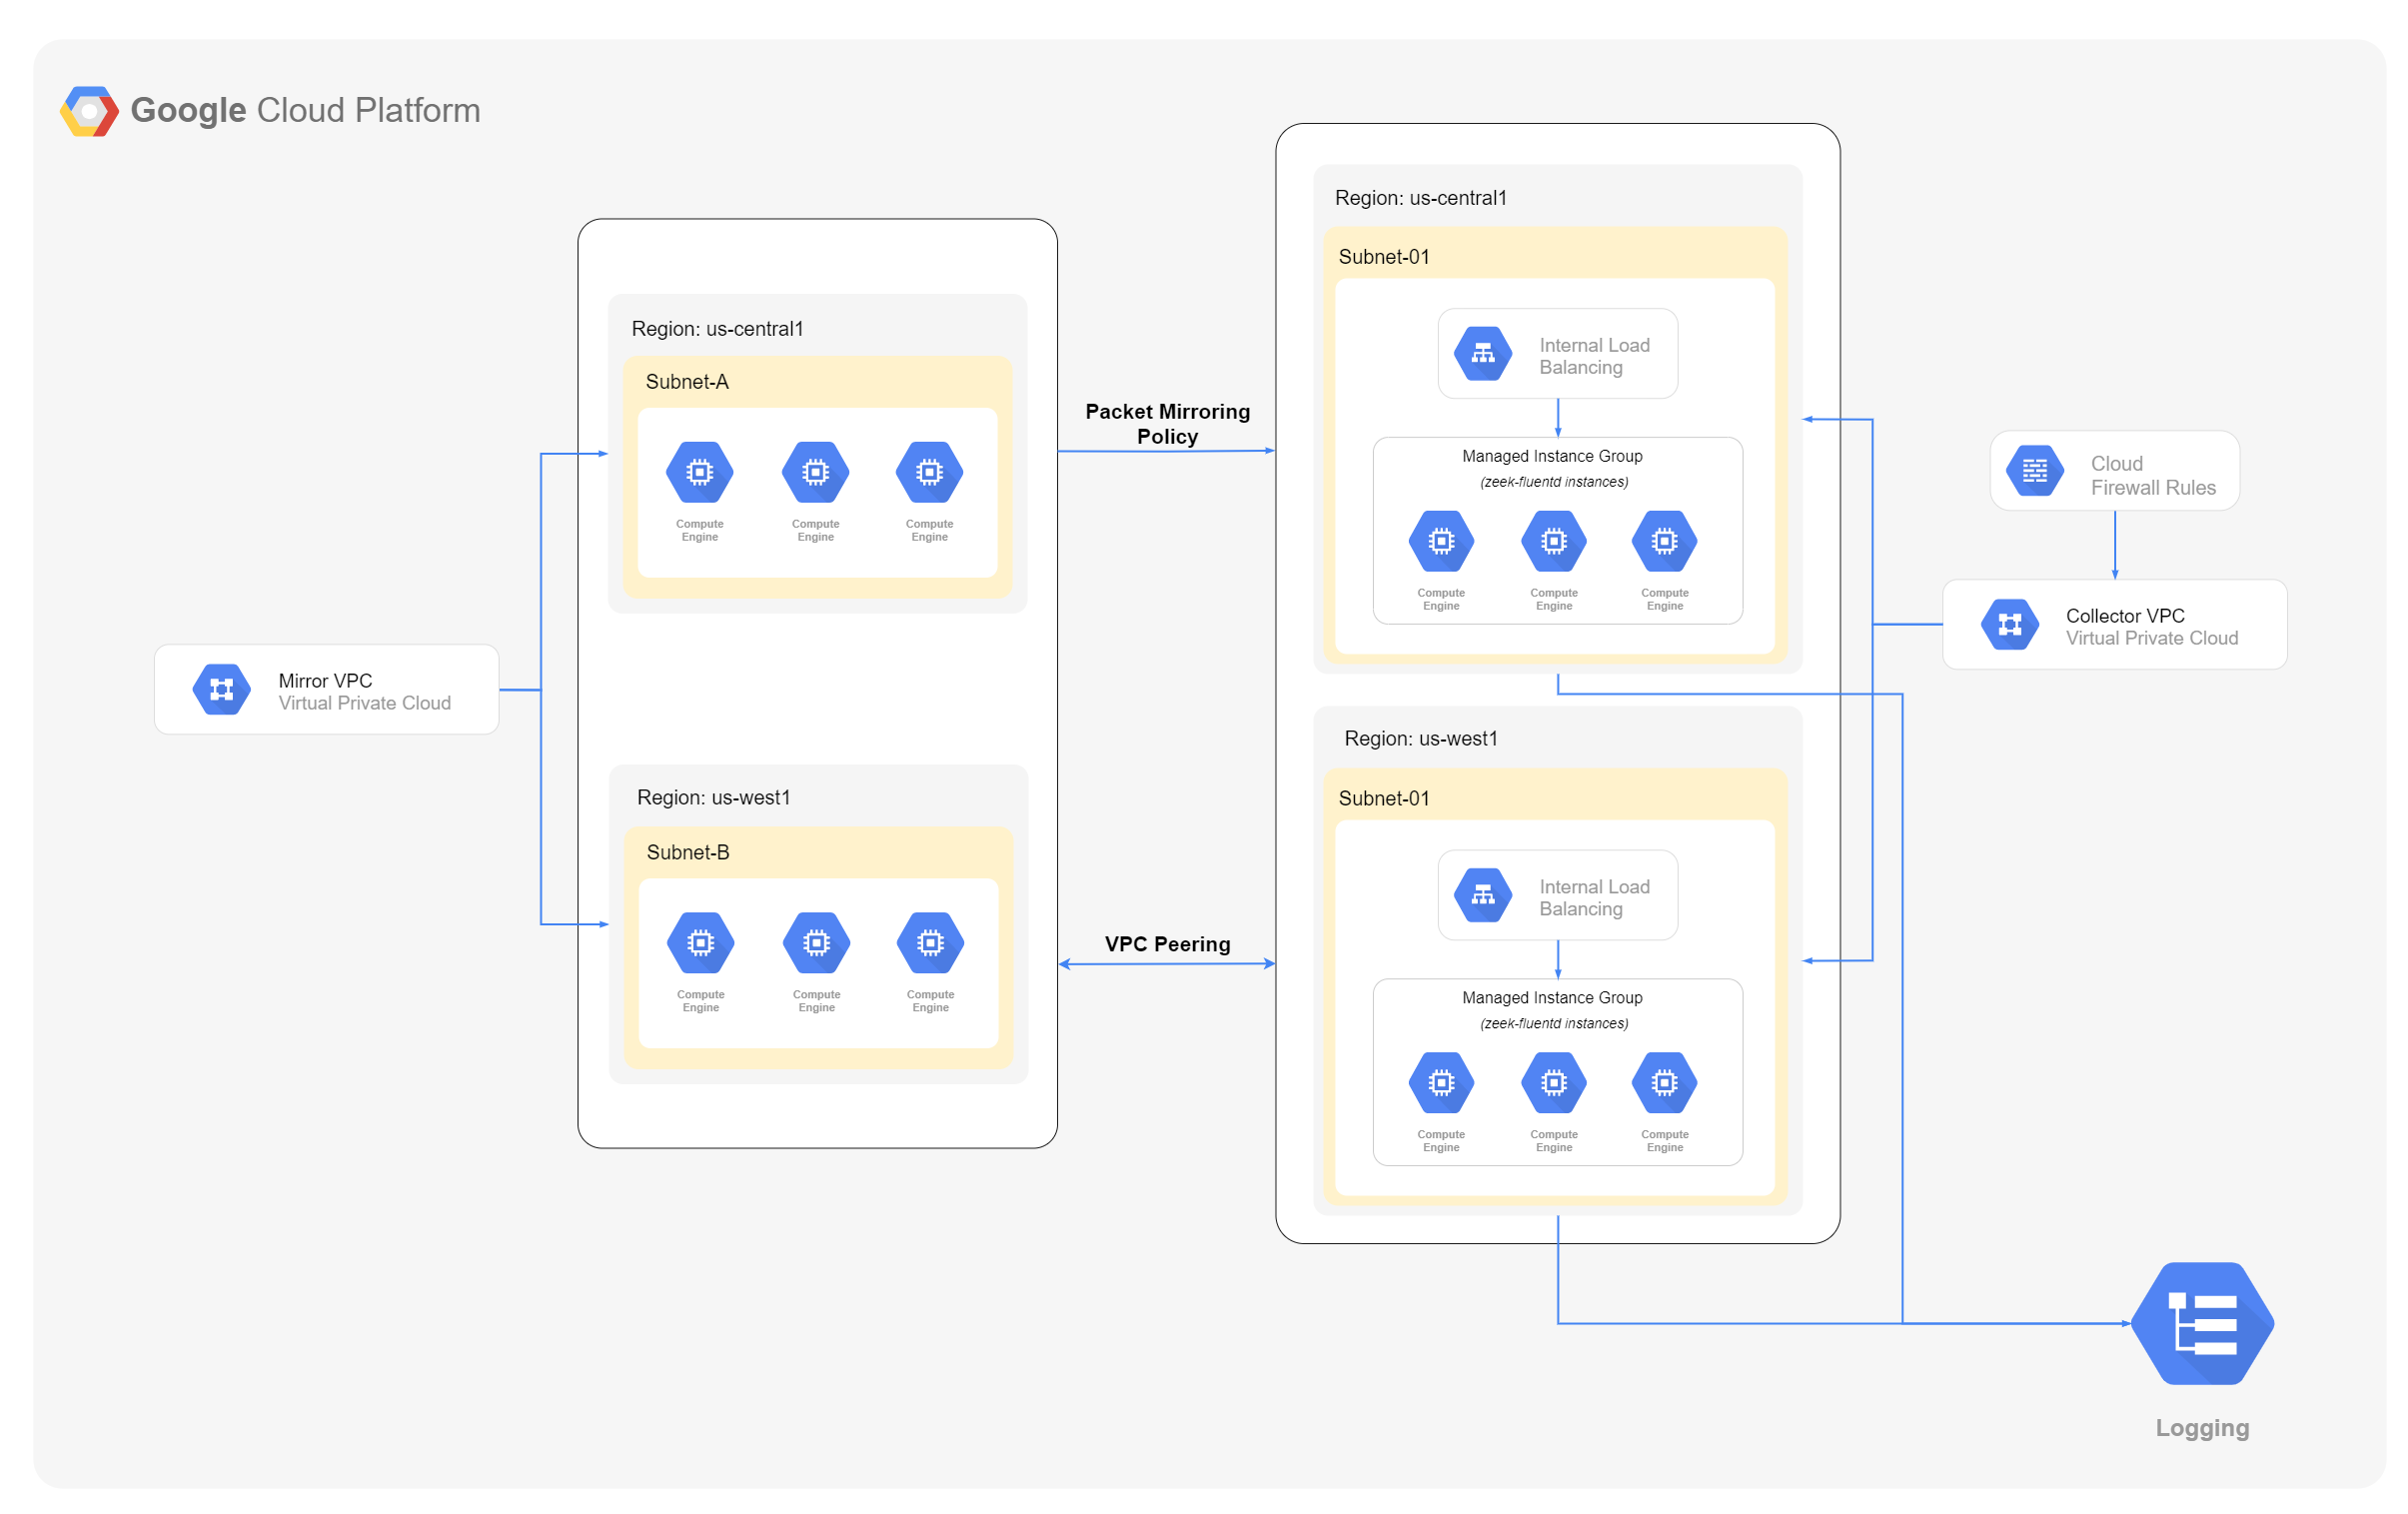 Google Cloud Platform
Region: us-central1
Subnet-A
Compute
Engine
Compute
Engine
Compute
Engine
Mirror VPC
Virtual Private Cloud
Region: us-west1
Subnet-B
Compute
Engine
Compute
Engine
Compute
Engine
Packet Mirroring
Policy
VPC Peering
Region: us-central1
Subnet-01
Internal Load
Balancing
Managed Instance Group
(zeek-fluentd instances)
Compute
Engine
Compute
Engine
Compute
Engine
Region: us-west1
Subnet-01
Internal Load
Balancing
Managed Instance Group
(zeek-fluentd instances)
Compute
Engine
Compute
Engine
Compute
Engine
Cloud
Firewall Rules
Collector VPC
Virtual Private Cloud
Logging